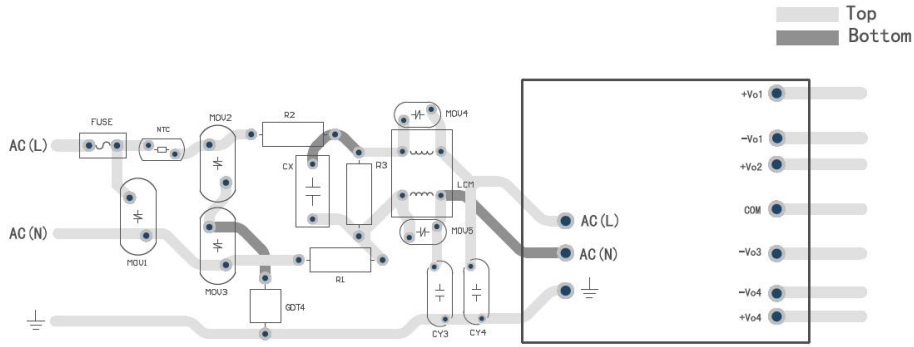 Top
Bottom
+Vo1
FUSE
MOV2
R2
MOV4
NTC
-Vo1
AC(L)
CX
R3
+Vo2
LCM
COM
AC(L)
AC(N)
MOV5
AC(N)
-Vo3
MOV1
R1
MOV3
-Vo4
GDT4
+Vo4
CY3
CY4